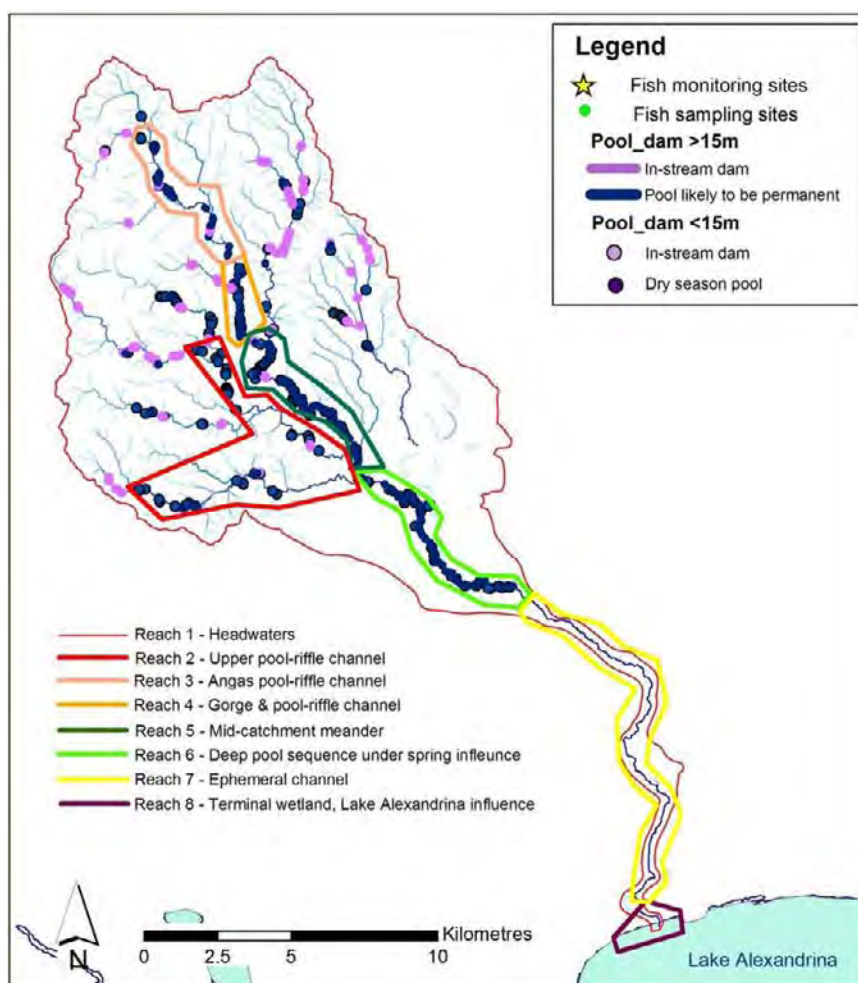 Legend
Fish monitoring sites
Fish sampling sites
Pool_dam >15m
In-stream dam
Pool likely to be permanent
Pool_dam <15m
In-stream dam
Dry season pool
Reach 1 - Headwaters
Reach 2 - Upper pool-riffle channel
Reach 3 - Angas pool-riffle channel
Reach 4 - Gorge & pool-riffle channel
Reach 5 - Mid-catchment meander
Reach 6 - Deep pool sequence under spring infleunce
Reach 7 - Ephemeral channel
Reach 8 - Terminal wetland, Lake Alexandrina influence
N
Kilometres
0 2.5 5 10
Lake Alexandrina